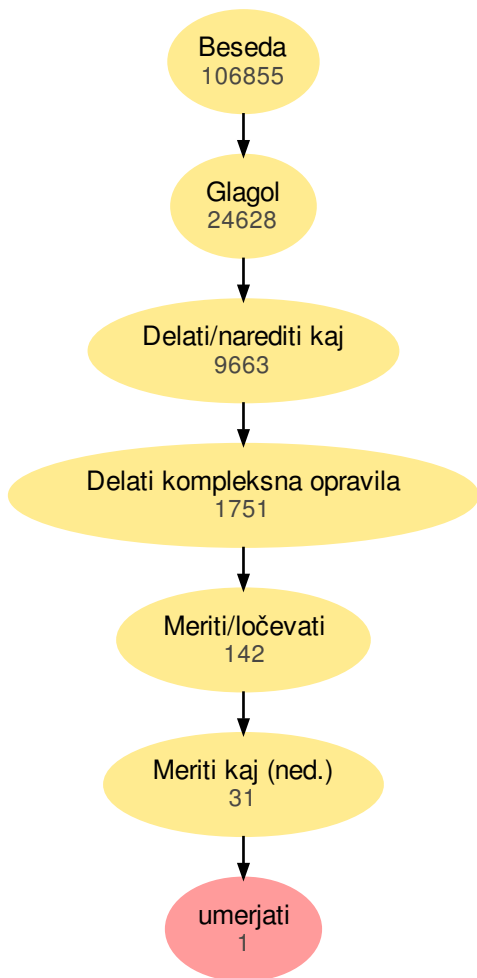 Beseda
106855
Glagol
24628
Delati/narediti kaj
9663
Delati kompleksna opravila
1751
Meriti/ločevati
142
Meriti kaj (ned.)
31
umerjati
1